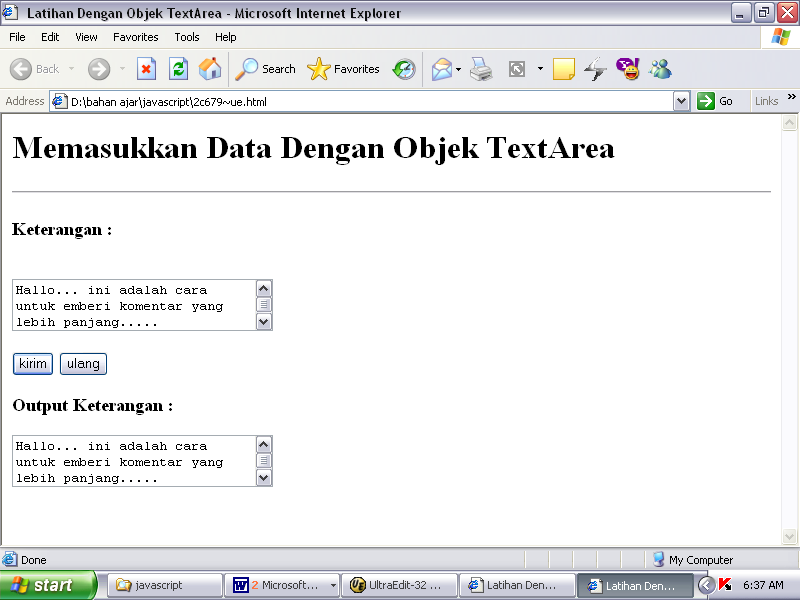 Latihan Dengan Objek TextArea - Microsoft Internet Explorer
File Edit View Favorites Tools Help
Back Search Favorites
Address D:\bahan ajar\javascript\2c679~ue.html Go Links »
Memasukkan Data Dengan Objek TextArea
Keterangan :
Hallo... ini adalah cara
untuk emberi komentar yang
lebih panjang.....
kirim ulang
Output Keterangan :
Hallo... ini adalah cara
untuk emberi komentar yang
lebih panjang.....
Done My Computer
start javascript 2 Microsoft... UltraEdit-32 ... Latihan Den... Latihan Den... 6:37 AM